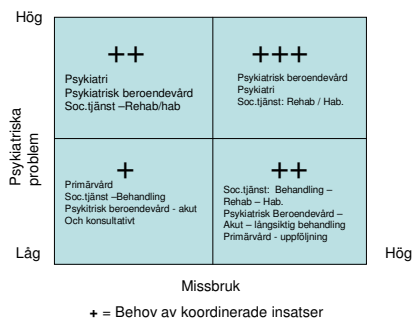 Hög
++
Psykiatri
Psykiatrisk beroendevård
Soc.tjänst –Rehab/hab
+++
Psykiatrisk beroendevård
Psykiatri
Soc.tjänst: Rehab / Hab.
Psykiatriska
problem
+
Primärvård
Soc.tjänst –Behandling
Psykitrisk beroendevård - akut
Och konsultativt
++
Soc.tjänst: Behandling –
Rehab – Hab.
Psykiatrisk Beroendevård –
Akut – långsiktig behandling
Primärvård - uppföljning
Låg
Hög
Missbruk
+ = Behov av koordinerade insatser